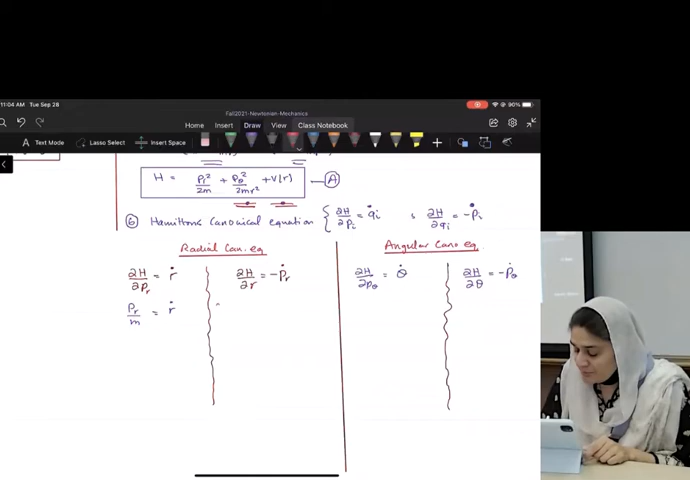 11:04 AM Tue Sep 28
90%
Fall2021-Newtonian-Mechanics
Home Insert Draw View Class Notebook
Text Mode Lasso Select Insert Space
H = Pr²/2m + Pθ²/2mr² + V(r) — A
⑥ Hamiltons Canonical equation { ∂H/∂pi = q̇i ; ∂H/∂qi = -ṗi
Radial Can. eq
Angular Cano eq.
∂H/∂Pr = ṙ
∂H/∂r = -Ṗr
∂H/∂pθ = θ̇
∂H/∂θ = -Ṗθ
Pr/m = ṙ